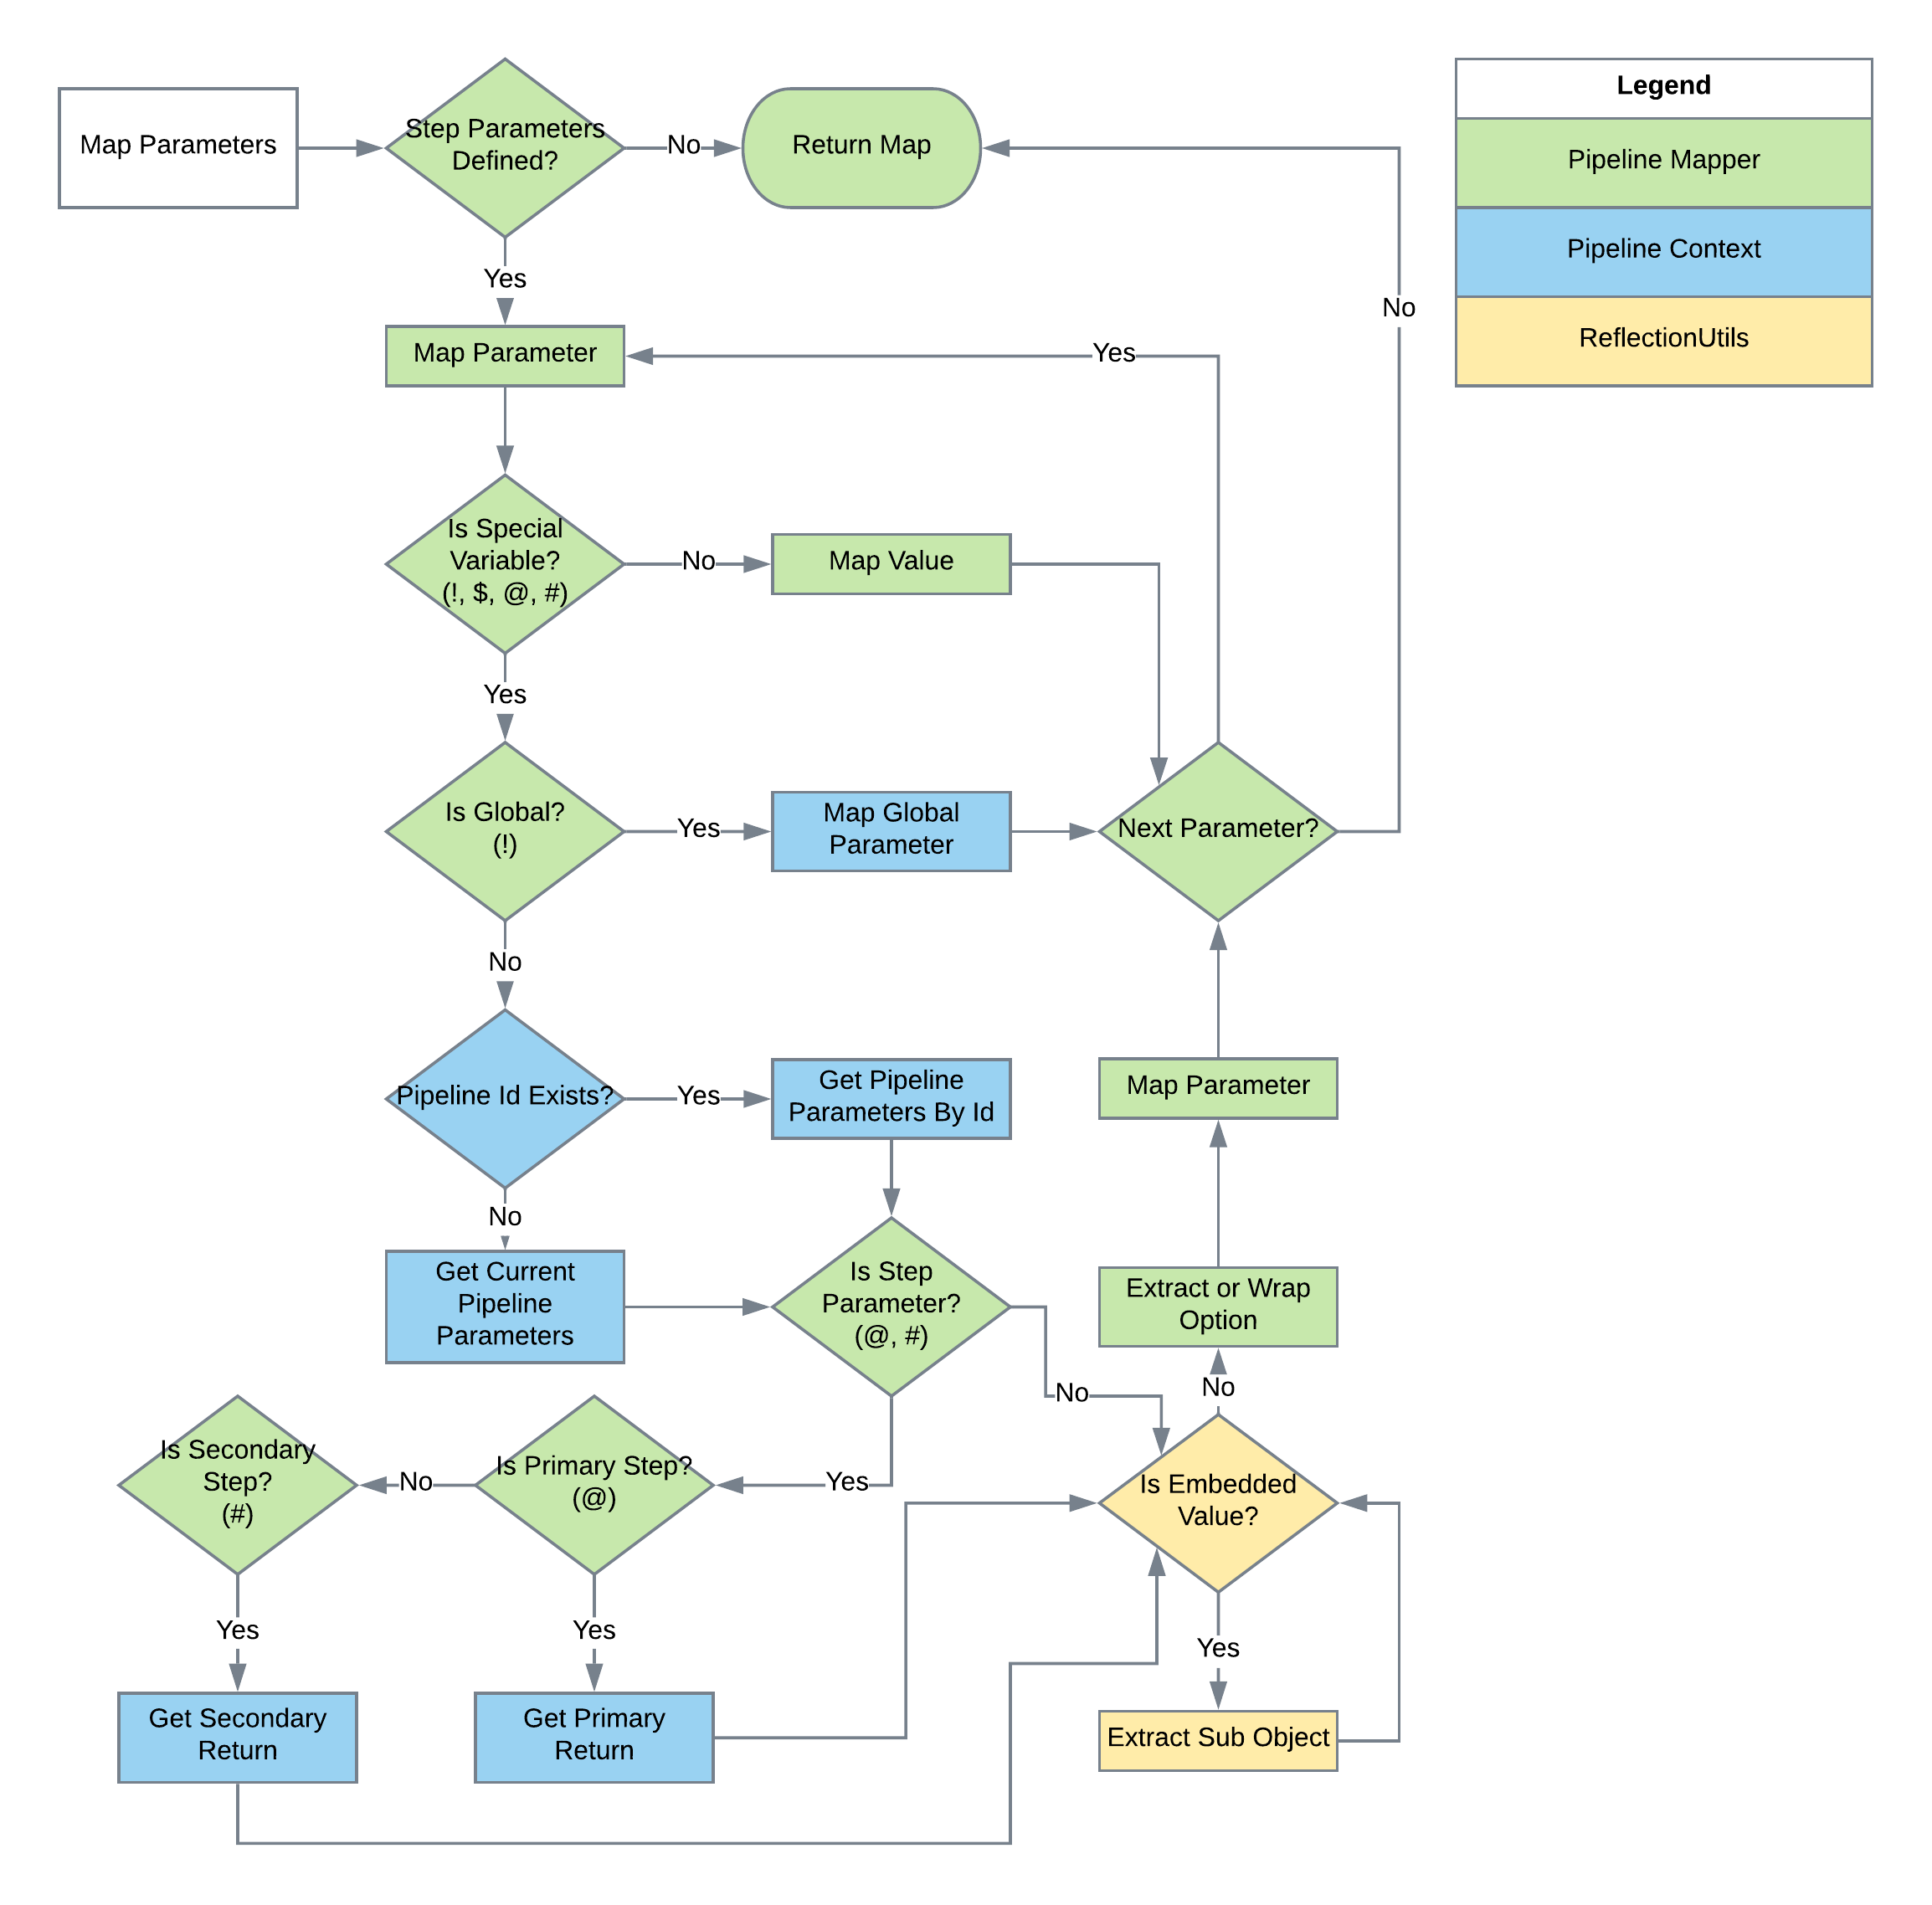 Map Parameters
Step Parameters
Defined?
No
Return Map
Legend
Pipeline Mapper
Pipeline Context
ReflectionUtils
Yes
No
Map Parameter
Yes
Is Special
Variable?
(!, $, @, #)
No
Map Value
Yes
Is Global?
(!)
Yes
Map Global
Parameter
Next Parameter?
No
Pipeline Id Exists?
Yes
Get Pipeline
Parameters By Id
Map Parameter
No
Get Current
Pipeline
Parameters
Is Step
Parameter?
(@, #)
Extract or Wrap
Option
No
No
Is Secondary
Step?
(#)
No
Is Primary Step?
(@)
Yes
Is Embedded
Value?
Yes
Yes
Yes
Get Secondary
Return
Get Primary
Return
Extract Sub Object